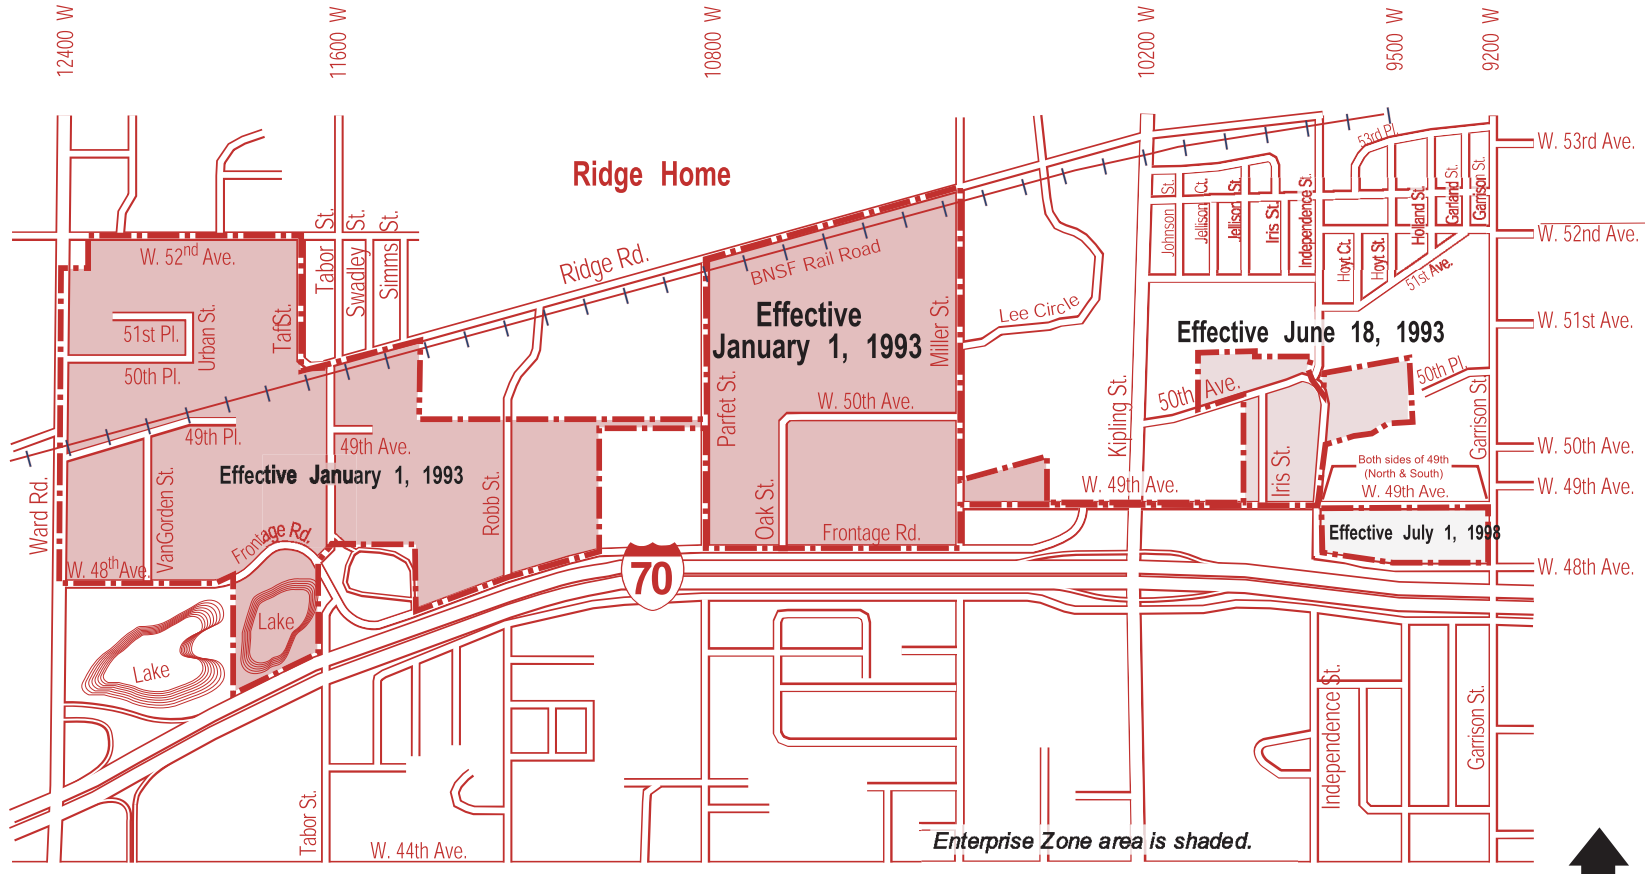 12400 W
11600 W
10800 W
10200 W
9500 W
9200 W
Ridge Home
53rd Pl.
W. 53rd Ave.
W. 52nd Ave.
W. 51st Ave.
W. 50th Ave.
W. 49th Ave.
W. 48th Ave.
W. 52nd Ave.
Tabor St.
Swadley St.
Simms St.
Ridge Rd.
BNSF Rail Road
Johnson St.
Jellison Ct.
Jellison St.
Iris St.
Independence St.
Hoyt Ct.
Hoyt St.
Holland St.
Garland St.
Garrison St.
51st Ave.
51st Pl.
Urban St.
TaftSt.
50th Pl.
Effective
January 1, 1993
Miller St.
Lee Circle
Effective June 18, 1993
50th Pl.
50th Ave.
Kipling St.
Garrison St.
W. 50th Ave.
Parfet St.
49th Pl.
49th Ave.
Effective January 1, 1993
Ward Rd.
VanGorden St.
Robb St.
Oak St.
Frontage Rd.
Frontage Rd.
W. 49th Ave.
Iris St.
Both sides of 49th
(North & South)
W. 49th Ave.
Effective July 1, 1998
W. 48th Ave.
70
Lake
Lake
Independence St.
Garrison St.
Tabor St.
W. 44th Ave.
Enterprise Zone area is shaded.